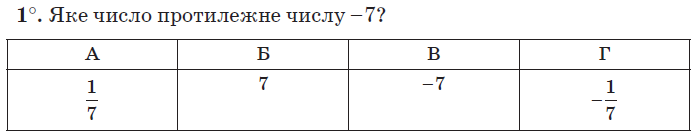 1°. Яке число протилежне числу −7?
А Б В Г
1/7 7 −7 −1/7